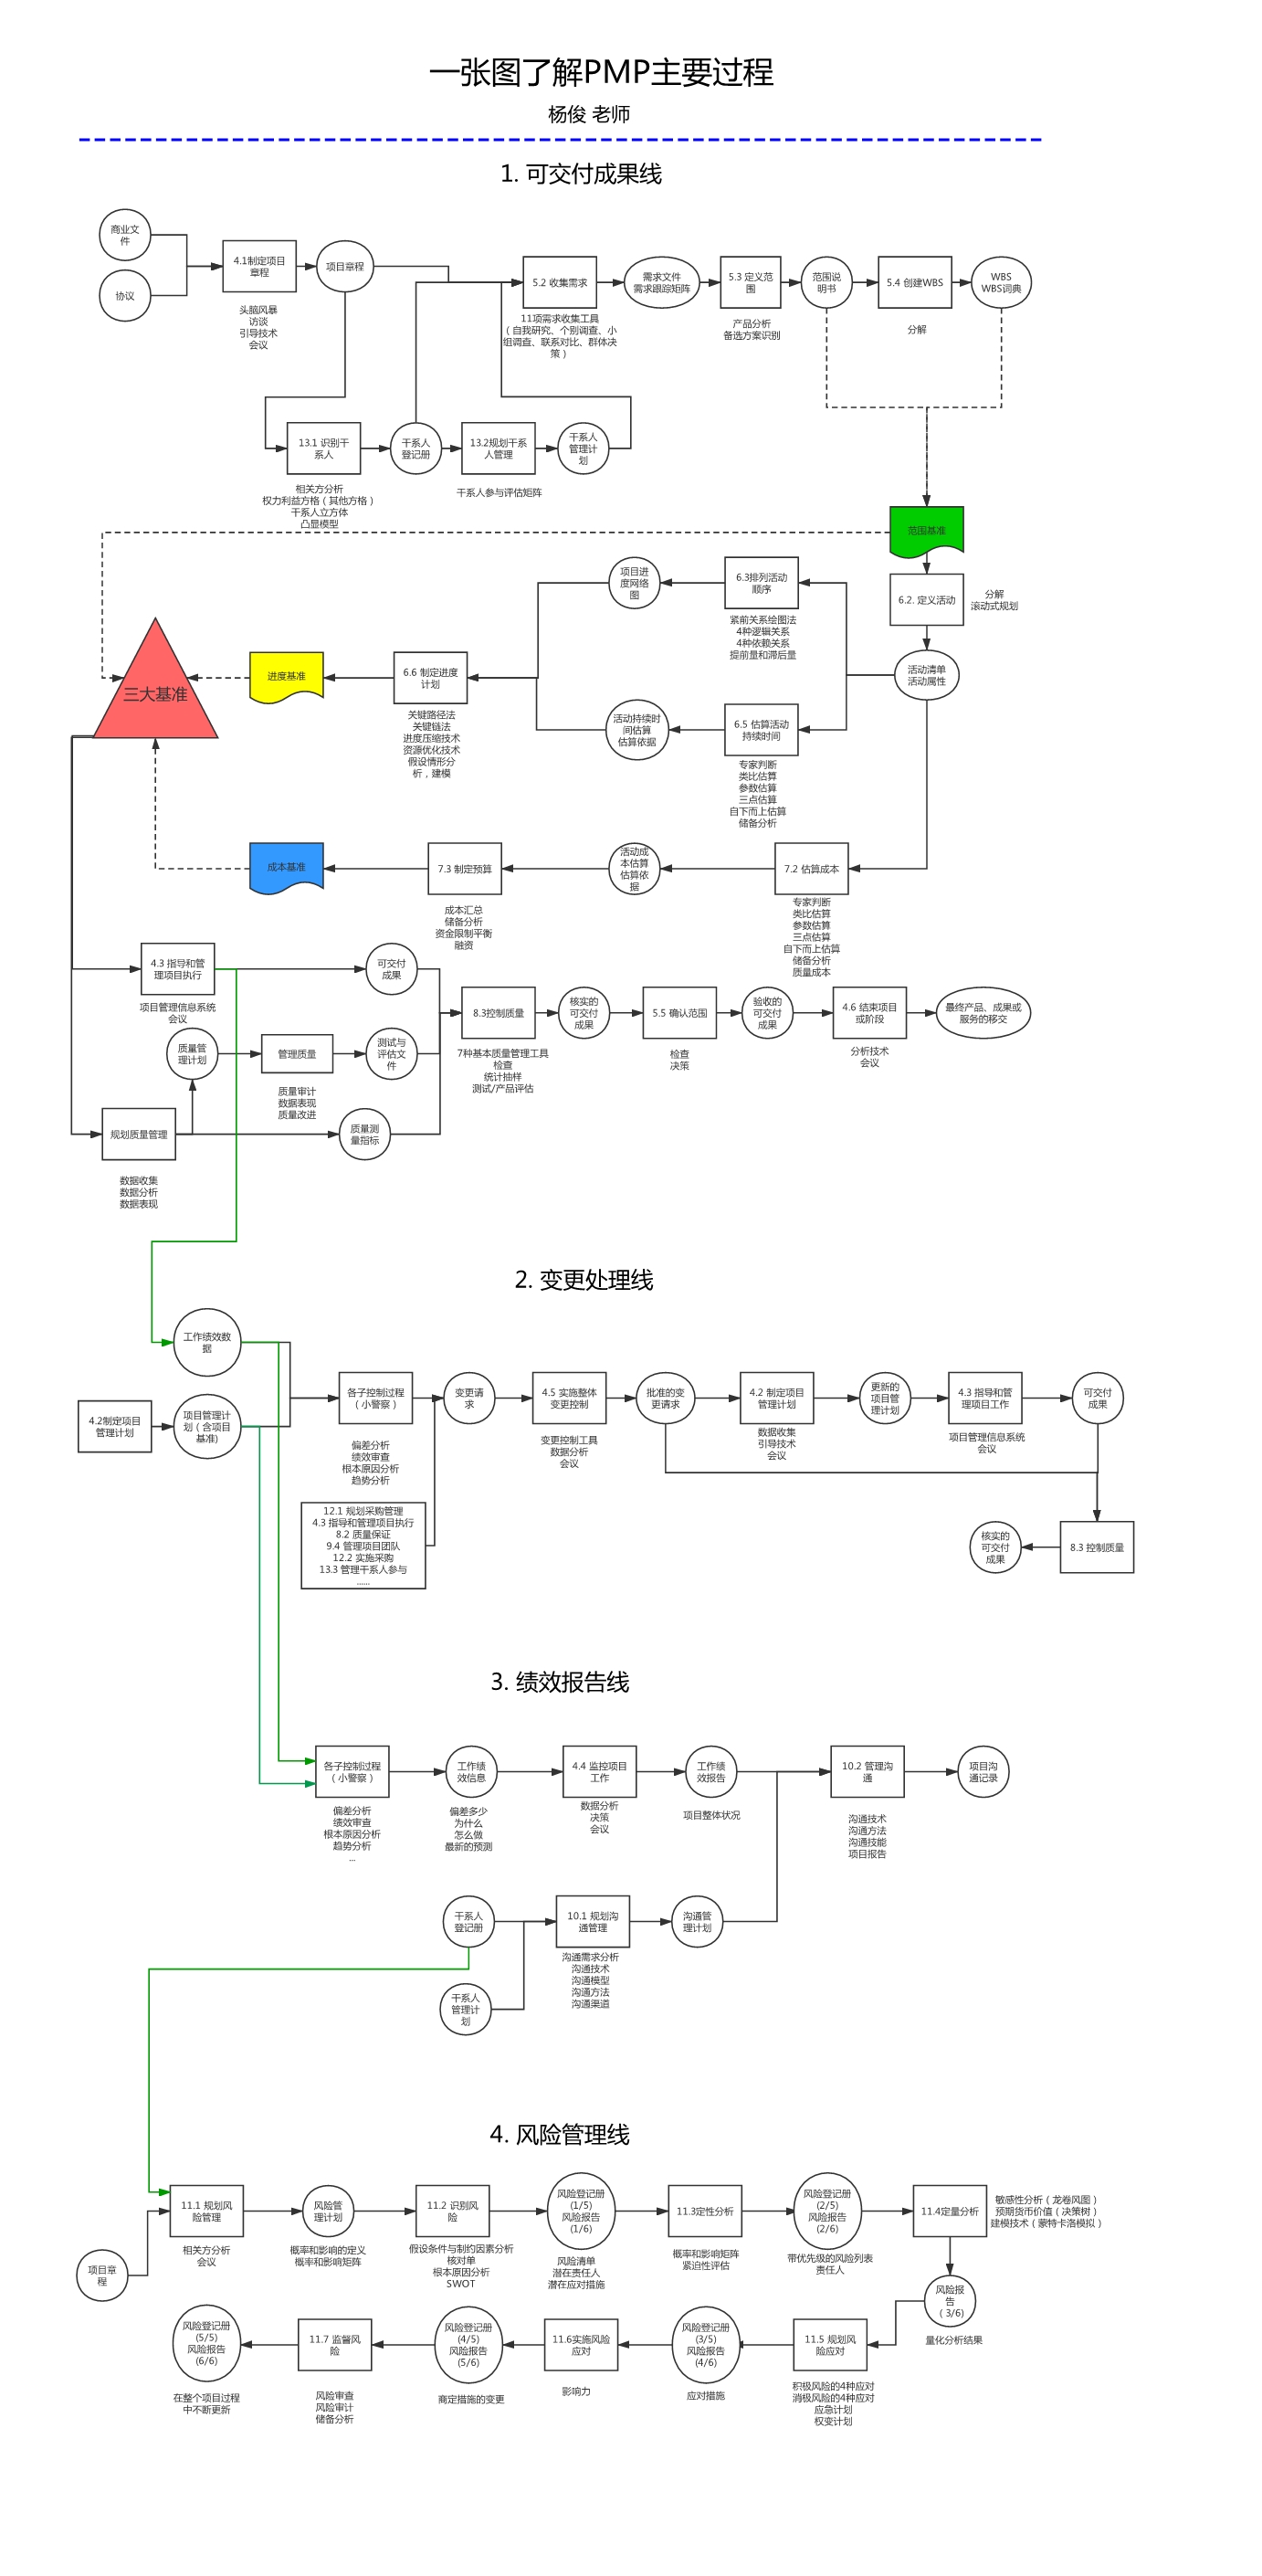 一张图了解PMP主要过程
杨俊 老师
1. 可交付成果线
商业文
件
协议
4.1制定项目
章程
头脑风暴
访谈
引导技术
会议
项目章程
5.2 收集需求
11项需求收集工具
（自我研究、个别调查、小
组调查、联系对比、群体决
策）
需求文件
需求跟踪矩阵
5.3 定义范
围
产品分析
备选方案识别
范围说
明书
5.4 创建WBS
分解
WBS
WBS词典
13.1 识别干
系人
相关方分析
权力利益方格（其他方格）
干系人立方体
凸显模型
干系人
登记册
13.2规划干系
人管理
干系人参与评估矩阵
干系人
管理计
划
范围基准
6.2. 定义活动
分解
滚动式规划
活动清单
活动属性
6.3排列活动
顺序
紧前关系绘图法
4种逻辑关系
4种依赖关系
提前量和滞后量
项目进
度网络
图
6.5 估算活动
持续时间
专家判断
类比估算
参数估算
三点估算
自下而上估算
储备分析
活动持续时
间估算
估算依据
6.6 制定进度
计划
关键路径法
关键链法
进度压缩技术
资源优化技术
假设情形分
析，建模
进度基准
三大基准
7.2 估算成本
专家判断
类比估算
参数估算
三点估算
自下而上估算
储备分析
质量成本
活动成
本估算
估算依
据
7.3 制定预算
成本汇总
储备分析
资金限制平衡
融资
成本基准
4.3 指导和管
理项目执行
项目管理信息系统
会议
可交付
成果
质量管
理计划
管理质量
质量审计
数据表现
质量改进
测试与
评估文
件
规划质量管理
数据收集
数据分析
数据表现
质量测
量指标
8.3控制质量
7种基本质量管理工具
检查
统计抽样
测试/产品评估
核实的
可交付
成果
5.5 确认范围
检查
决策
验收的
可交付
成果
4.6 结束项目
或阶段
分析技术
会议
最终产品、成果或
服务的移交
2. 变更处理线
工作绩效数
据
4.2制定项目
管理计划
项目管理计
划（含项目
基准)
各子控制过程
（小警察）
偏差分析
绩效审查
根本原因分析
趋势分析
12.1 规划采购管理
4.3 指导和管理项目执行
8.2 质量保证
9.4 管理项目团队
12.2 实施采购
13.3 管理干系人参与
......
变更请
求
4.5 实施整体
变更控制
变更控制工具
数据分析
会议
批准的变
更请求
4.2 制定项目
管理计划
数据收集
引导技术
会议
更新的
项目管
理计划
4.3 指导和管
理项目工作
项目管理信息系统
会议
可交付
成果
8.3 控制质量
核实的
可交付
成果
3. 绩效报告线
各子控制过程
（小警察）
偏差分析
绩效审查
根本原因分析
趋势分析
...
工作绩
效信息
偏差多少
为什么
怎么做
最新的预测
4.4 监控项目
工作
数据分析
决策
会议
工作绩
效报告
项目整体状况
10.2 管理沟
通
沟通技术
沟通方法
沟通技能
项目报告
项目沟
通记录
干系人
登记册
干系人
管理计
划
10.1 规划沟
通管理
沟通需求分析
沟通技术
沟通模型
沟通方法
沟通渠道
沟通管
理计划
4. 风险管理线
项目章
程
11.1 规划风
险管理
相关方分析
会议
风险管
理计划
概率和影响的定义
概率和影响矩阵
11.2 识别风
险
假设条件与制约因素分析
核对单
根本原因分析
SWOT
风险登记册
(1/5)
风险报告
(1/6)
风险清单
潜在责任人
潜在应对措施
11.3定性分析
概率和影响矩阵
紧迫性评估
风险登记册
(2/5)
风险报告
(2/6)
带优先级的风险列表
责任人
11.4定量分析
敏感性分析（龙卷风图）
预期货币价值（决策树）
建模技术（蒙特卡洛模拟）
风险报
告
（3/6)
量化分析结果
11.5 规划风
险应对
积极风险的4种应对
消极风险的4种应对
应急计划
权变计划
风险登记册
(3/5)
风险报告
(4/6)
应对措施
11.6实施风险
应对
影响力
风险登记册
(4/5)
风险报告
(5/6)
商定措施的变更
11.7 监督风
险
风险审查
风险审计
储备分析
风险登记册
(5/5)
风险报告
(6/6)
在整个项目过程
中不断更新